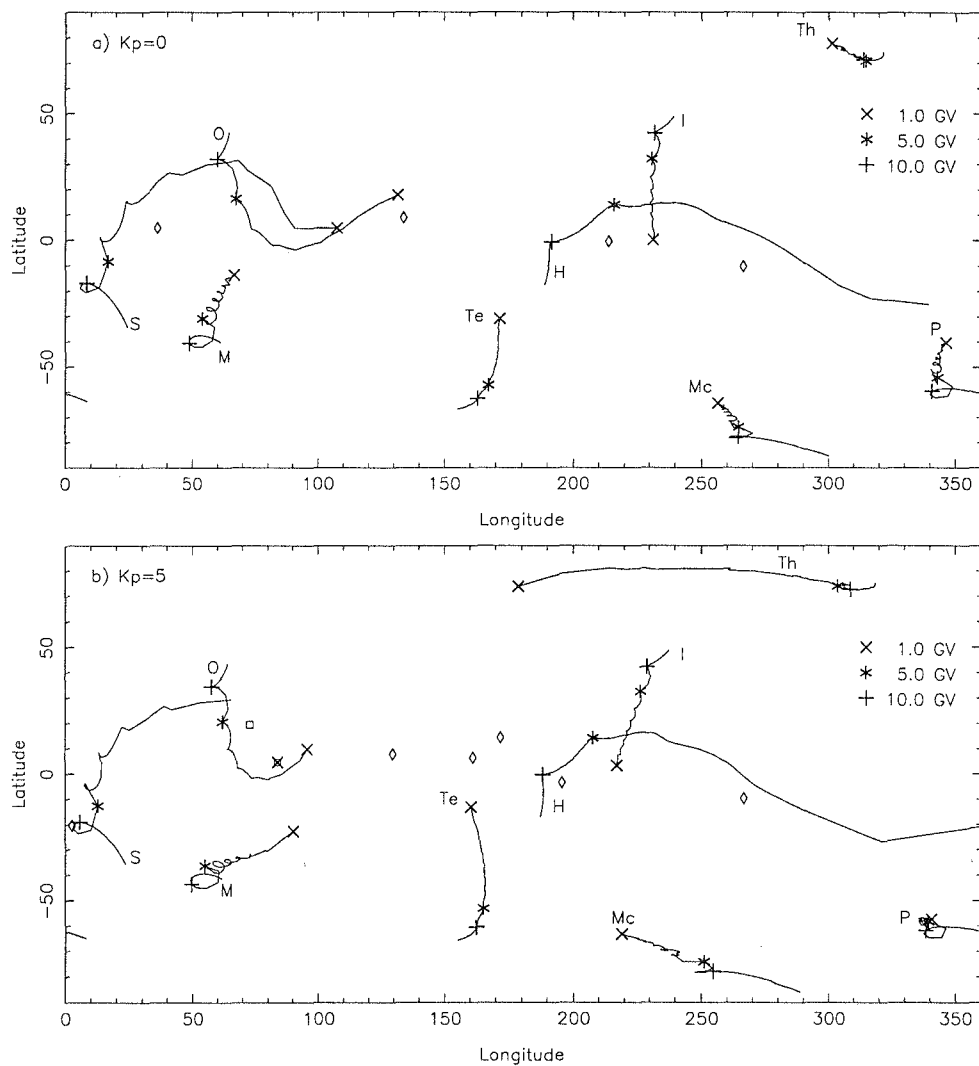 a) Kp=0
Th
O
I
× 1.0 GV
∗ 5.0 GV
+ 10.0 GV
50
0
−50
Latitude
S
M
Te
H
Mc
P
0 50 100 150 200 250 300 350
Longitude
b) Kp=5
Th
O
I
× 1.0 GV
∗ 5.0 GV
+ 10.0 GV
50
0
−50
Latitude
S
M
Te
H
Mc
P
0 50 100 150 200 250 300 350
Longitude